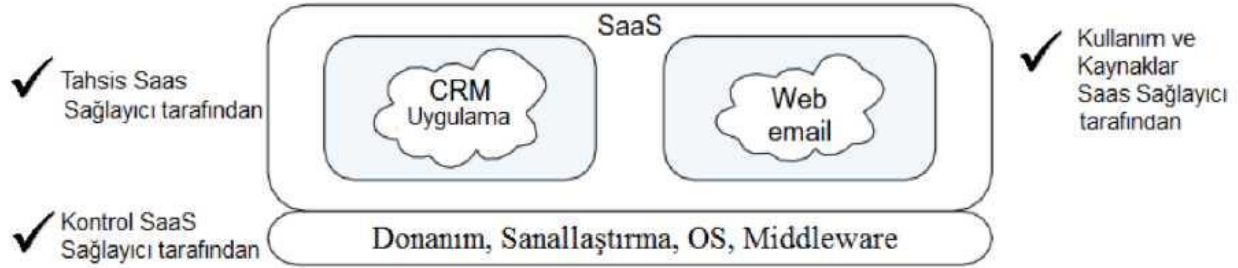 SaaS
Tahsis Saas
Sağlayıcı tarafından
CRM
Uygulama
Web
email
Kullanım ve
Kaynaklar
Saas Sağlayıcı
tarafından
Kontrol SaaS
Sağlayıcı tarafından
Donanım, Sanallaştırma, OS, Middleware